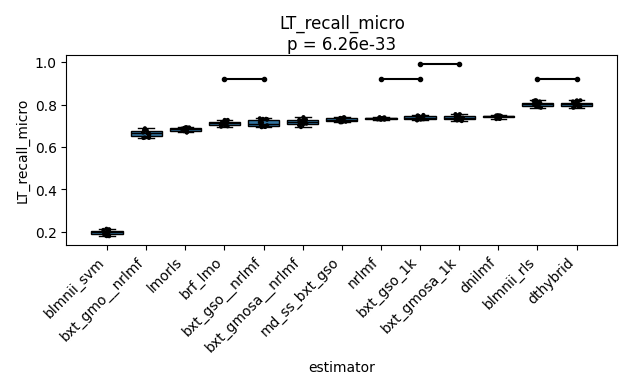 LT_recall_micro
p = 6.26e-33
LT_recall_micro
1.0
0.8
0.6
0.4
0.2
blmnii_svm
bxt_gmo__nrlmf
lmorls
brf_lmo
bxt_gso__nrlmf
bxt_gmosa__nrlmf
md_ss_bxt_gso
nrlmf
bxt_gso_1k
bxt_gmosa_1k
dnilmf
blmnii_rls
dthybrid
estimator